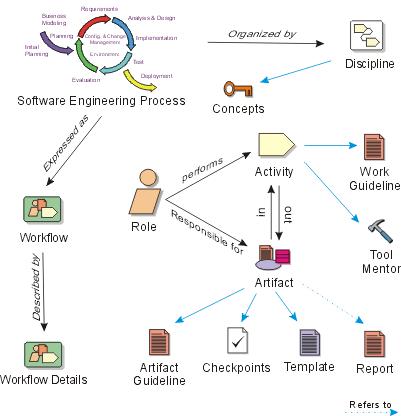 Requirements
Business
Modeling
Analysis & Design
Planning
Config. & Change
Management
Implementation
Initial
Planning
Environment
Test
Evaluation
Deployment
Organized by
Discipline
Software Engineering Process
Concepts
Expressed as
performs
Activity
Work
Guideline
Role
Responsible for
in
out
Workflow
Tool
Mentor
Artifact
Described by
Artifact
Guideline
Checkpoints
Template
Report
Workflow Details
Refers to